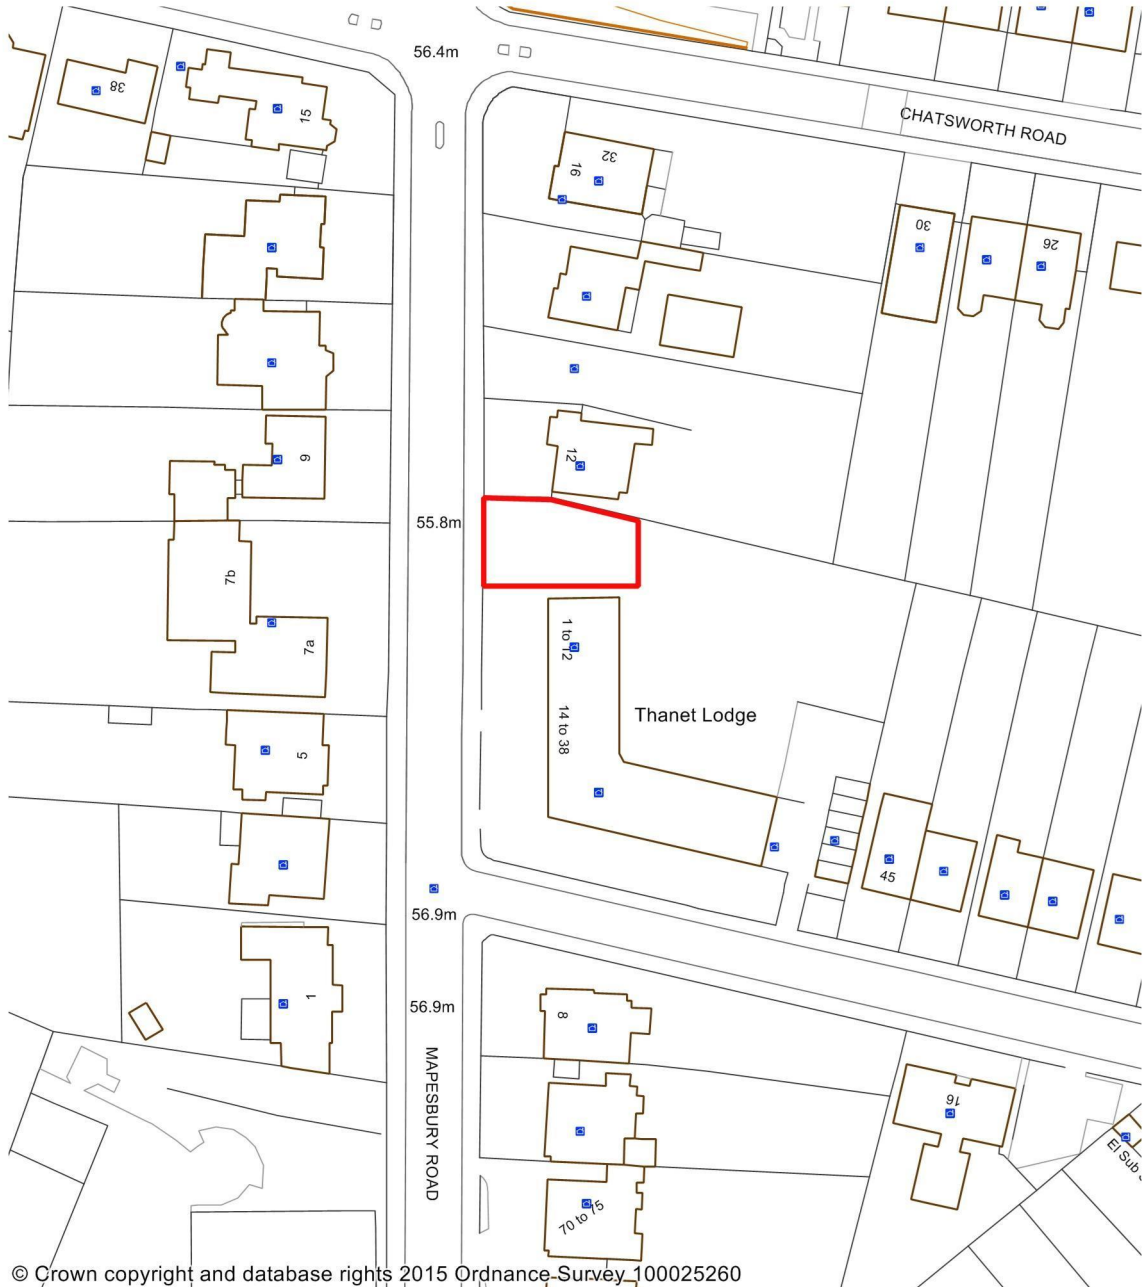 56.4m
CHATSWORTH ROAD
38
15
32
16
30
26
12
9
55.8m
7b
7a
1 to 12
14 to 38
Thanet Lodge
5
45
56.9m
56.9m
1
8
MAPESBURY ROAD
16
El Sub
70 to 75
© Crown copyright and database rights 2015 Ordnance Survey 100025260